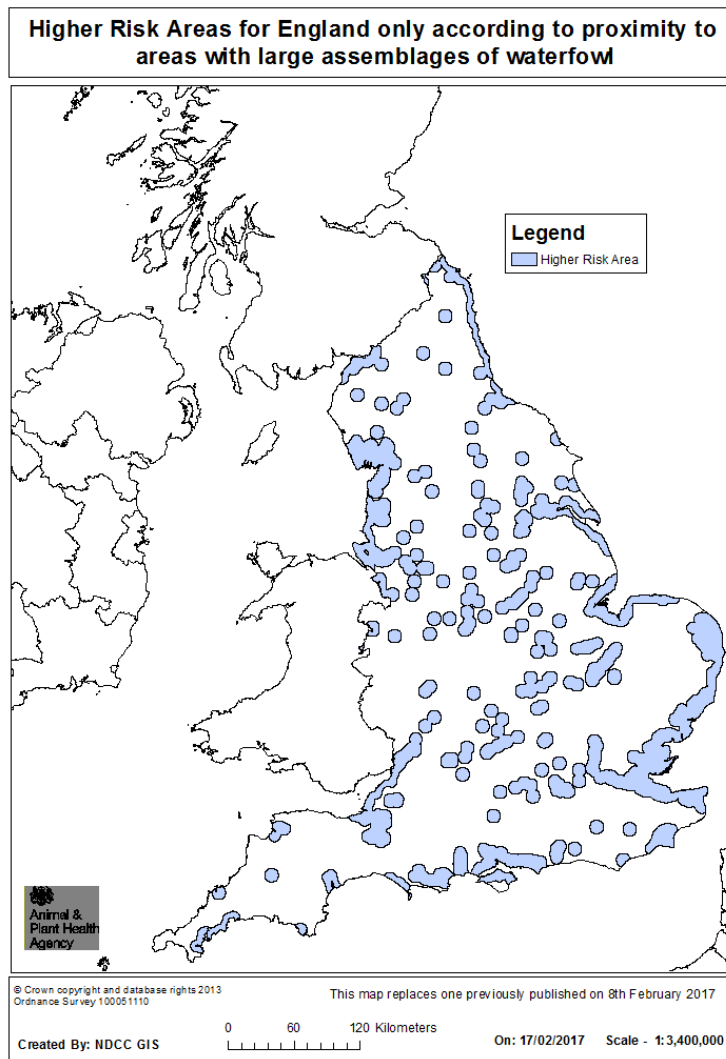 Higher Risk Areas for England only according to proximity to
areas with large assemblages of waterfowl
Legend
Higher Risk Area
Animal &
Plant Health
Agency
© Crown copyright and database rights 2013
Ordnance Survey 100051110
This map replaces one previously published on 8th February 2017
Created By: NDCC GIS
0 60 120 Kilometers
On: 17/02/2017 Scale - 1:3,400,000